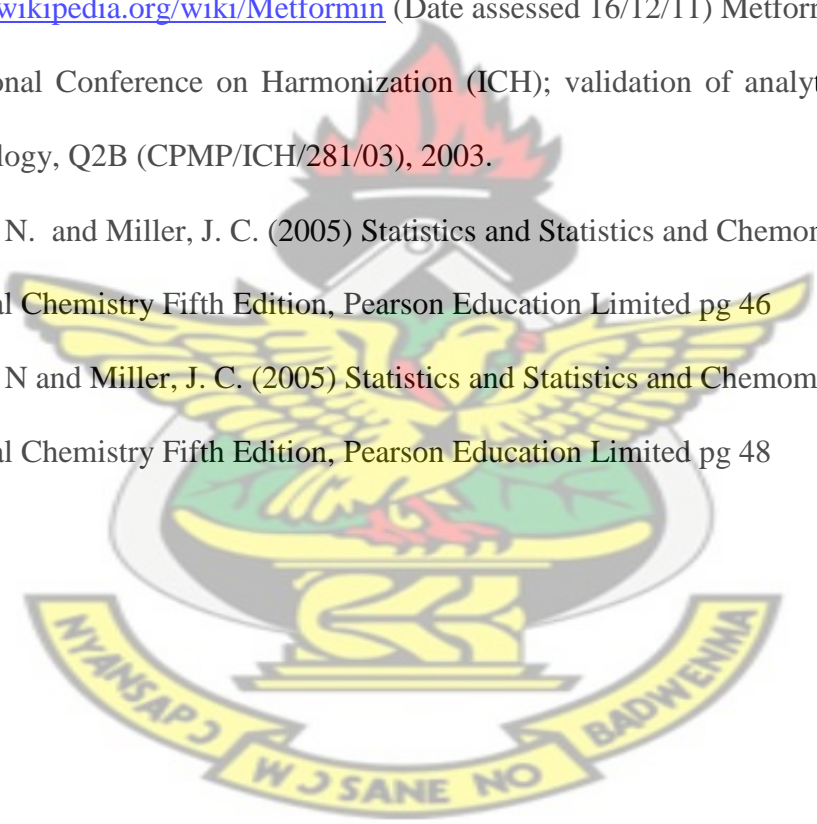 wikipedia.org/wiki/Metformin (Date assessed 16/12/11) Metforn
onal Conference on Harmonization (ICH); validation of analyt
logy, Q2B (CPMP/ICH/281/03), 2003.
N. and Miller, J. C. (2005) Statistics and Statistics and Chemor
al Chemistry Fifth Edition, Pearson Education Limited pg 46
N and Miller, J. C. (2005) Statistics and Statistics and Chemom
al Chemistry Fifth Edition, Pearson Education Limited pg 48
NYANSAPƆ
WƆSANE NO
BADWENMA